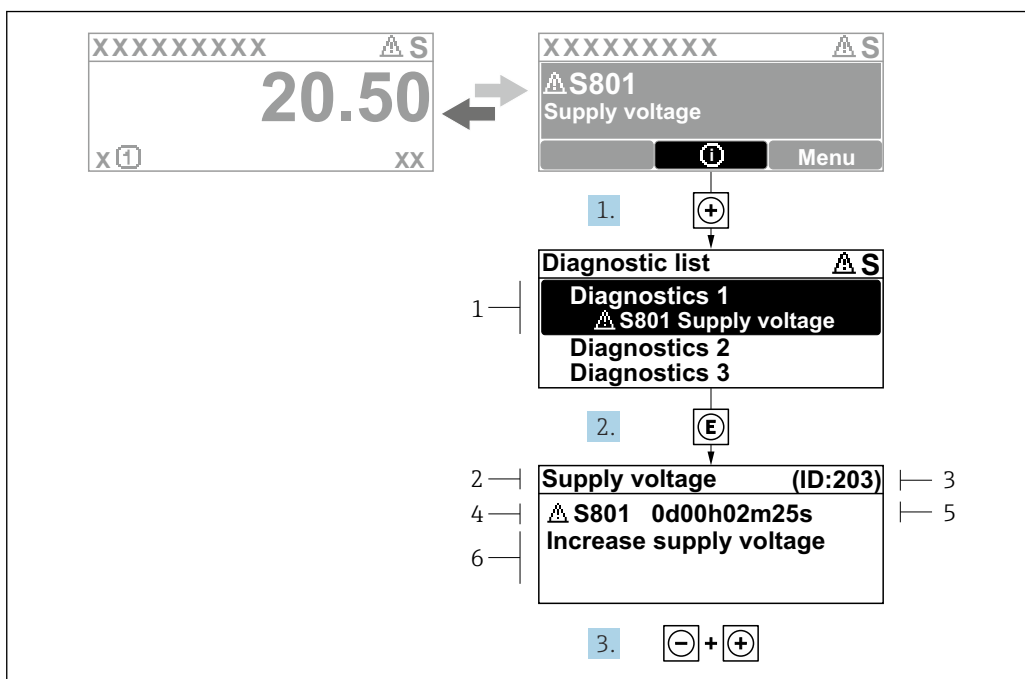 XXXXXXXXX ⚠ S
20.50
x ① xx
XXXXXXXXX ⚠ S
⚠S801
Supply voltage
ⓘ Menu
1. +
Diagnostic list ⚠ S
1
Diagnostics 1
⚠ S801 Supply voltage
Diagnostics 2
Diagnostics 3
2. E
2 Supply voltage (ID:203) 3
4 ⚠ S801 0d00h02m25s 5
6 Increase supply voltage
3. - + +